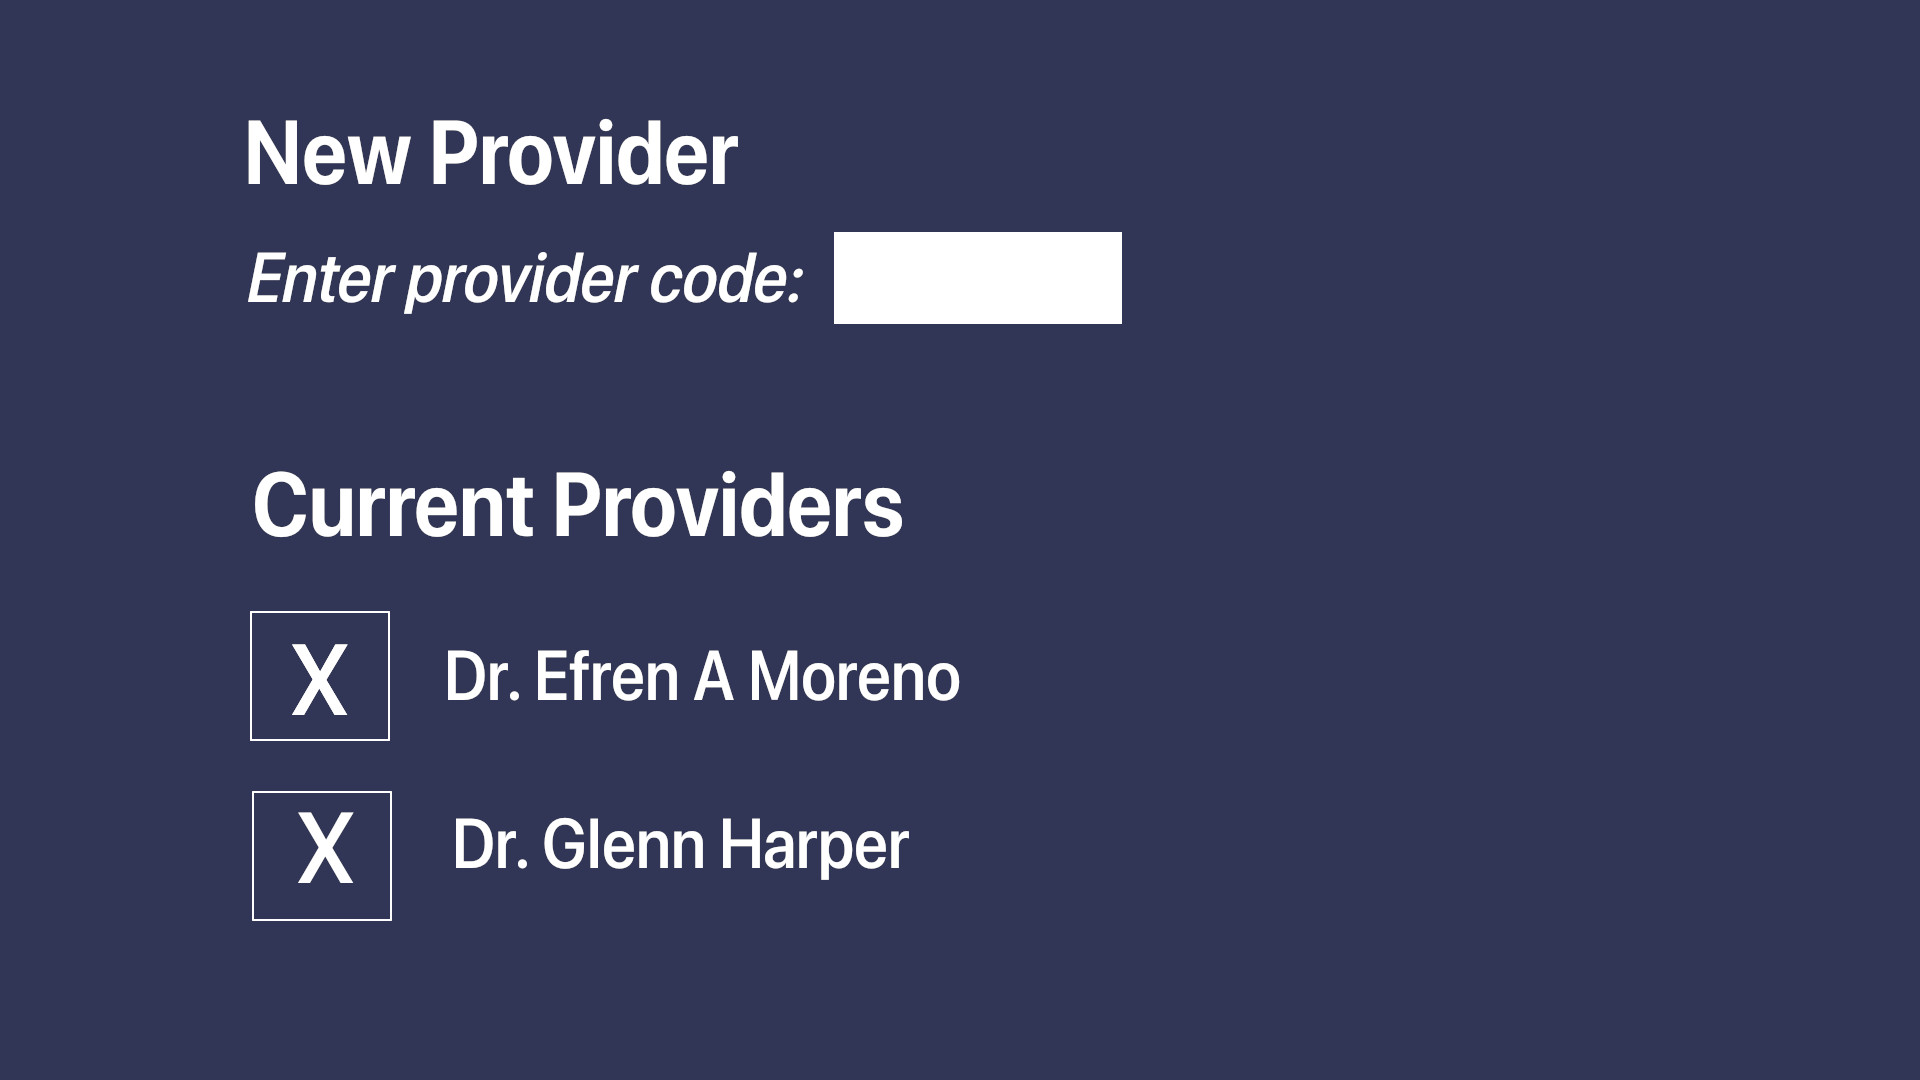 New Provider
Enter provider code:
Current Providers
X Dr. Efren A Moreno
X Dr. Glenn Harper